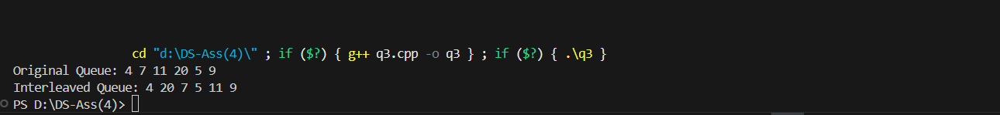 cd "d:\DS-Ass(4)\" ; if ($?) { g++ q3.cpp -o q3 } ; if ($?) { .\q3 }
Original Queue: 4 7 11 20 5 9
Interleaved Queue: 4 20 7 5 11 9
PS D:\DS-Ass(4)>